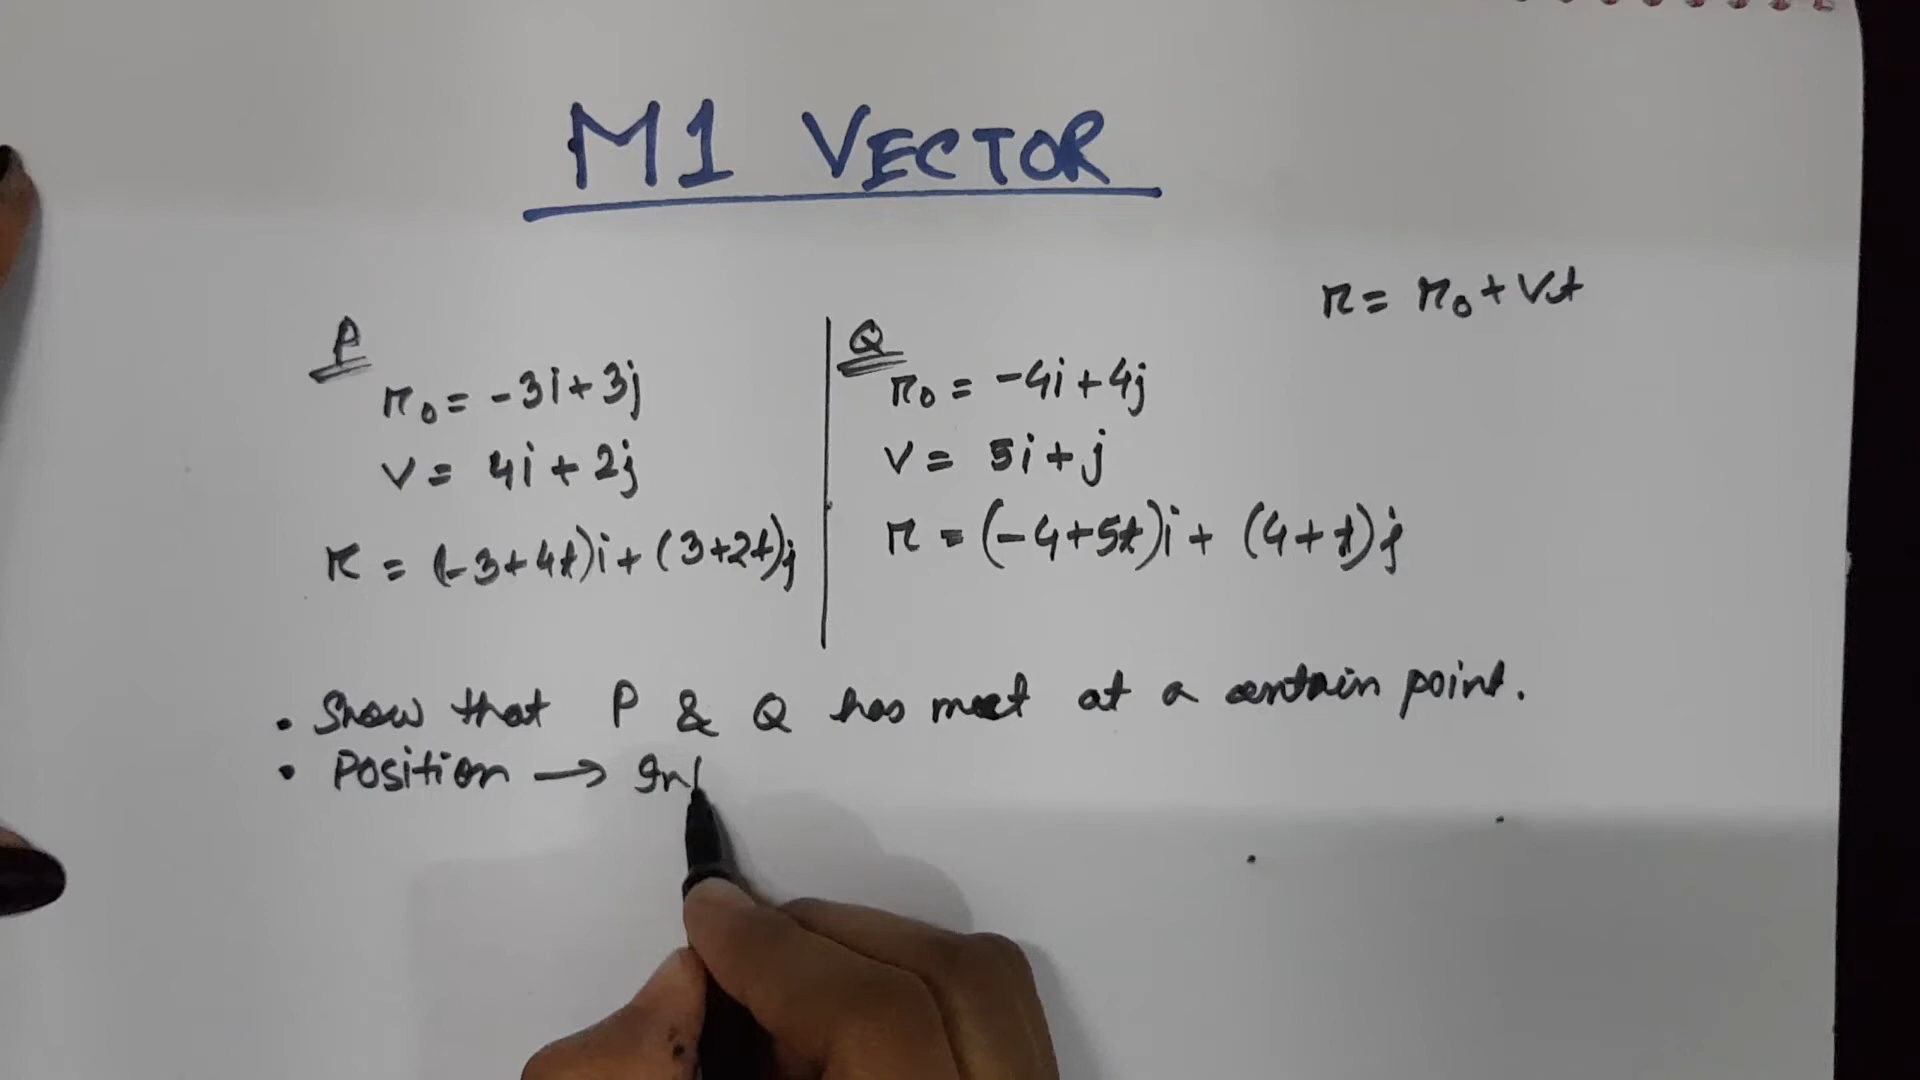 M1 VECTOR
r = r₀ + vt
P
r₀ = -3i + 3j
v = 4i + 2j
r = (-3+4t)i + (3+2t)j
Q
r₀ = -4i + 4j
v = 5i + j
r = (-4+5t)i + (4+t)j
• Show that P & Q has meet at a certain point.
• Position →